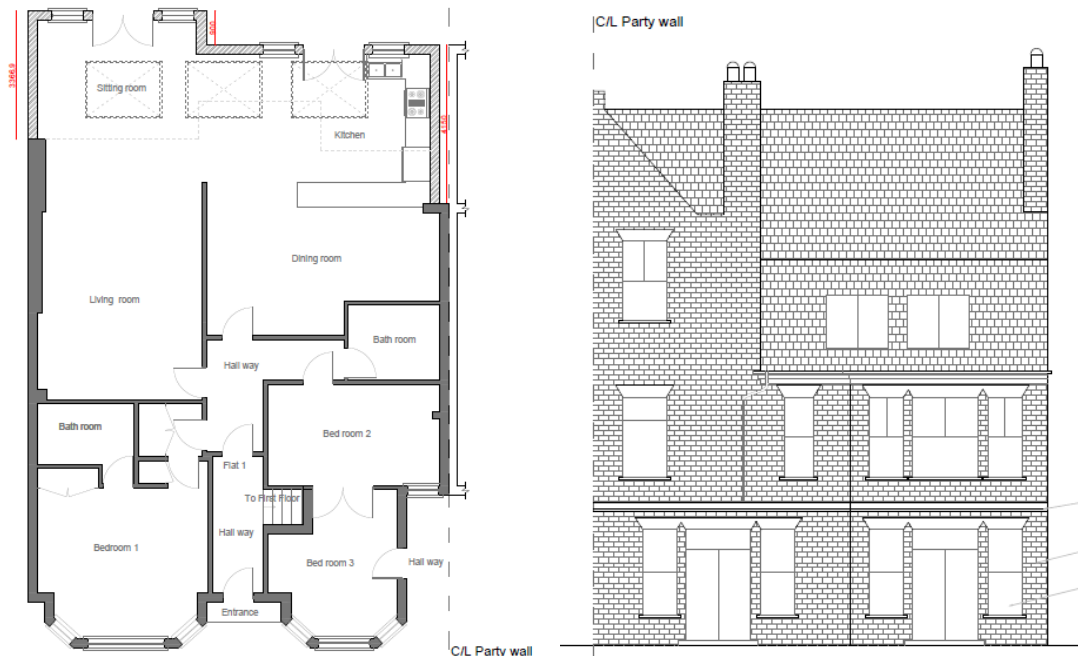 C/L Party wall
3366.9
900
Sitting room
Kitchen
4150
Dining room
Living room
Bath room
Hall way
Bath room
Bed room 2
Flat 1
To First Floor
Hall way
Bedroom 1
Bed room 3
Hall way
Entrance
C/L Party wall